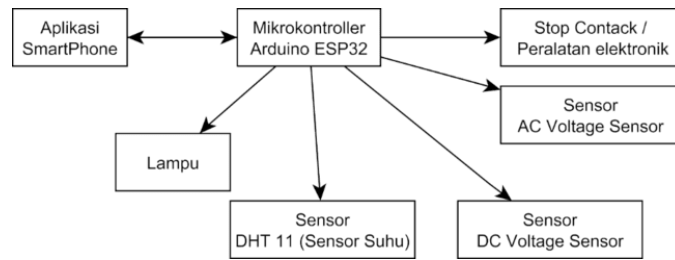 Aplikasi
SmartPhone
Mikrokontroller
Arduino ESP32
Stop Contack /
Peralatan elektronik
Sensor
AC Voltage Sensor
Lampu
Sensor
DHT 11 (Sensor Suhu)
Sensor
DC Voltage Sensor